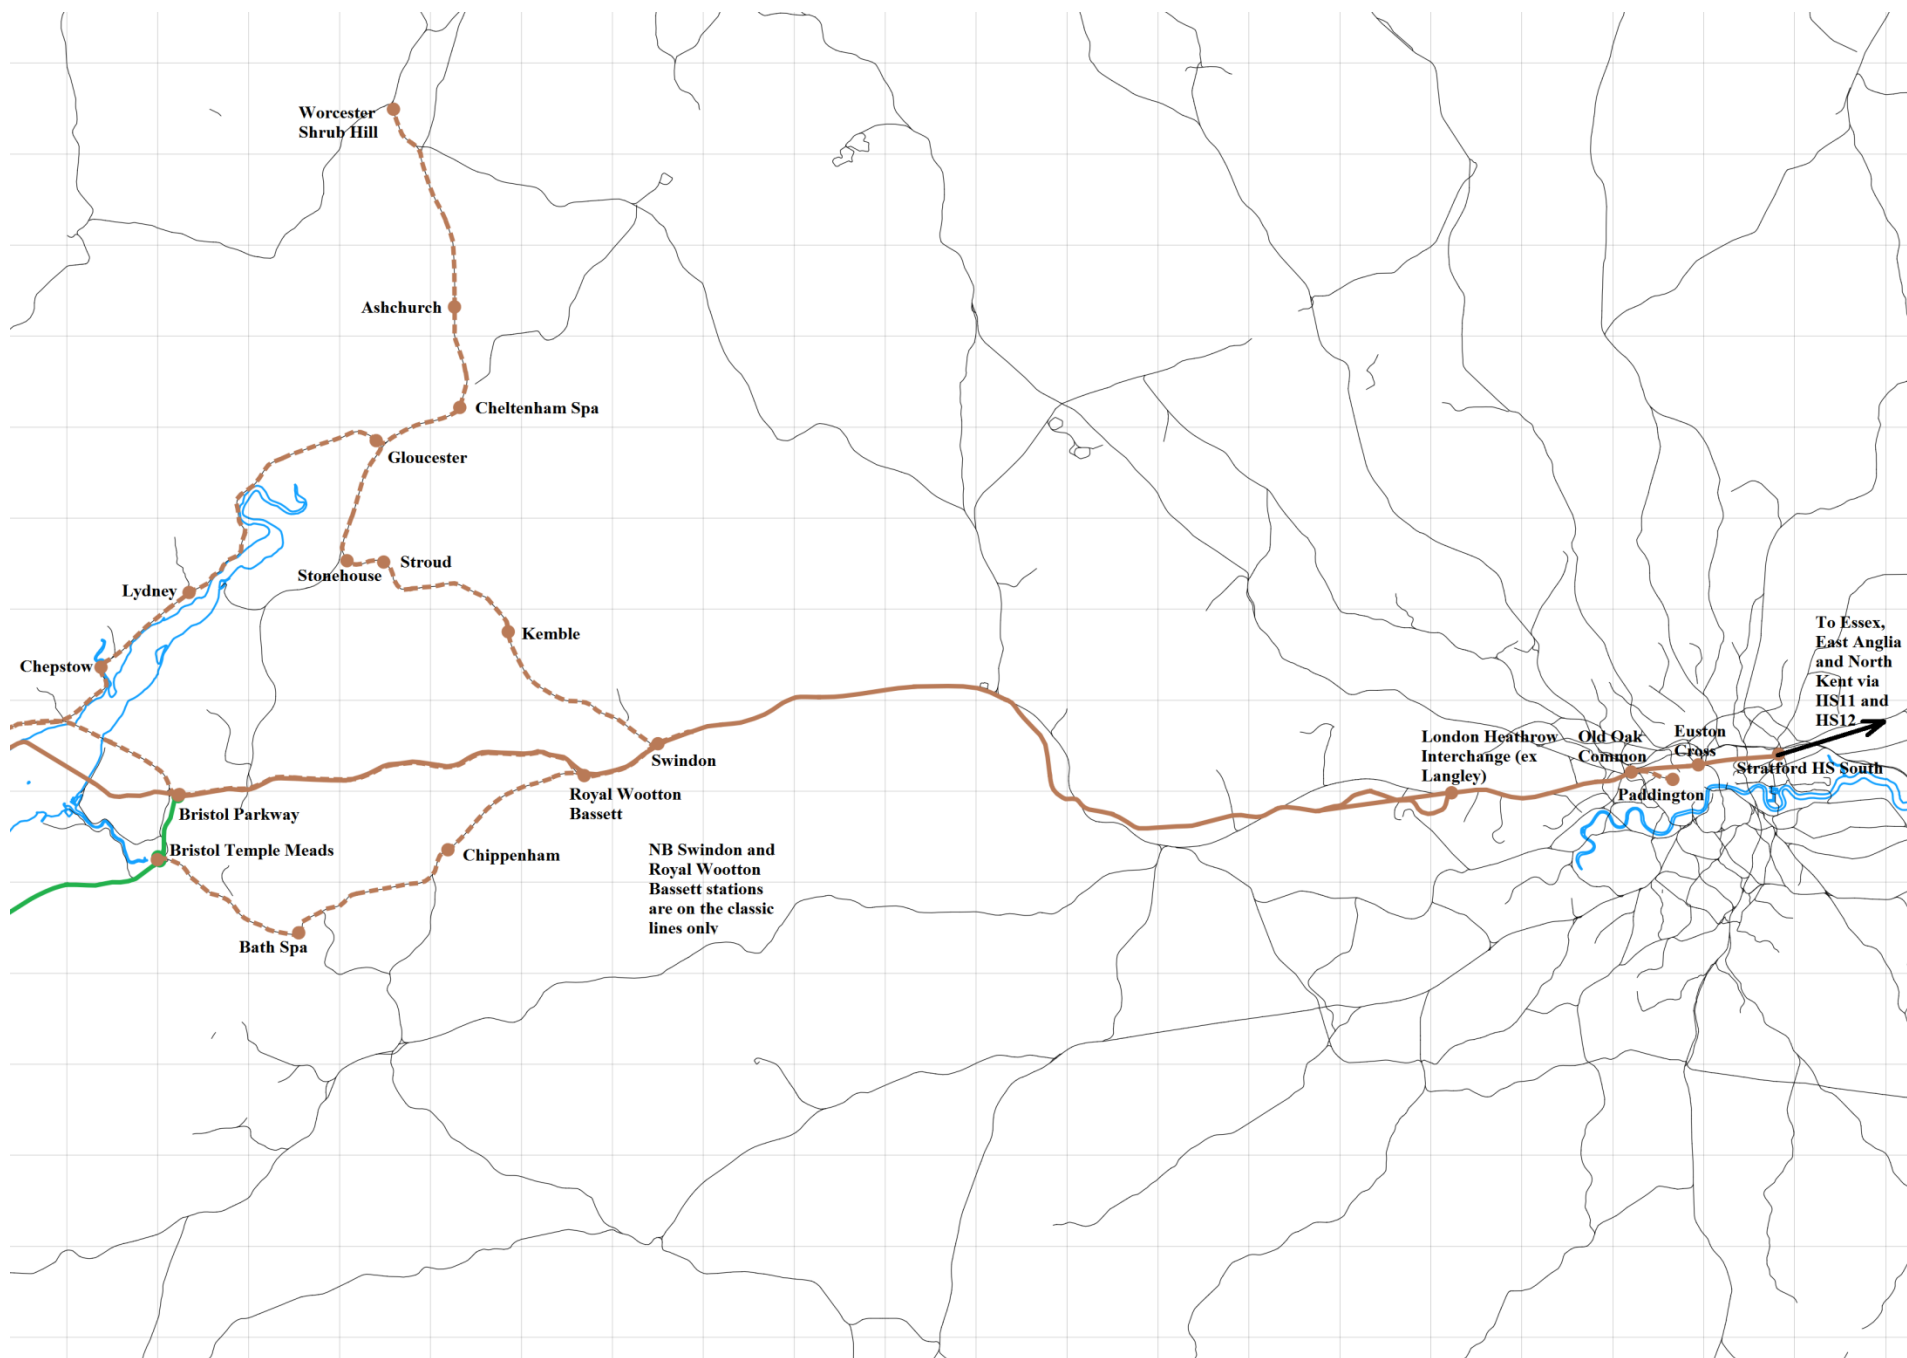 Worcester
Shrub Hill
Ashchurch
Cheltenham Spa
Gloucester
Stonehouse
Stroud
Lydney
Kemble
Chepstow
Swindon
Royal Wootton
Bassett
Bristol Parkway
Bristol Temple Meads
Chippenham
Bath Spa
NB Swindon and
Royal Wootton
Bassett stations
are on the classic
lines only
London Heathrow
Interchange (ex
Langley)
Old Oak
Common
Euston
Cross
Paddington
Stratford HS South
To Essex,
East Anglia
and North
Kent via
HS11 and
HS12